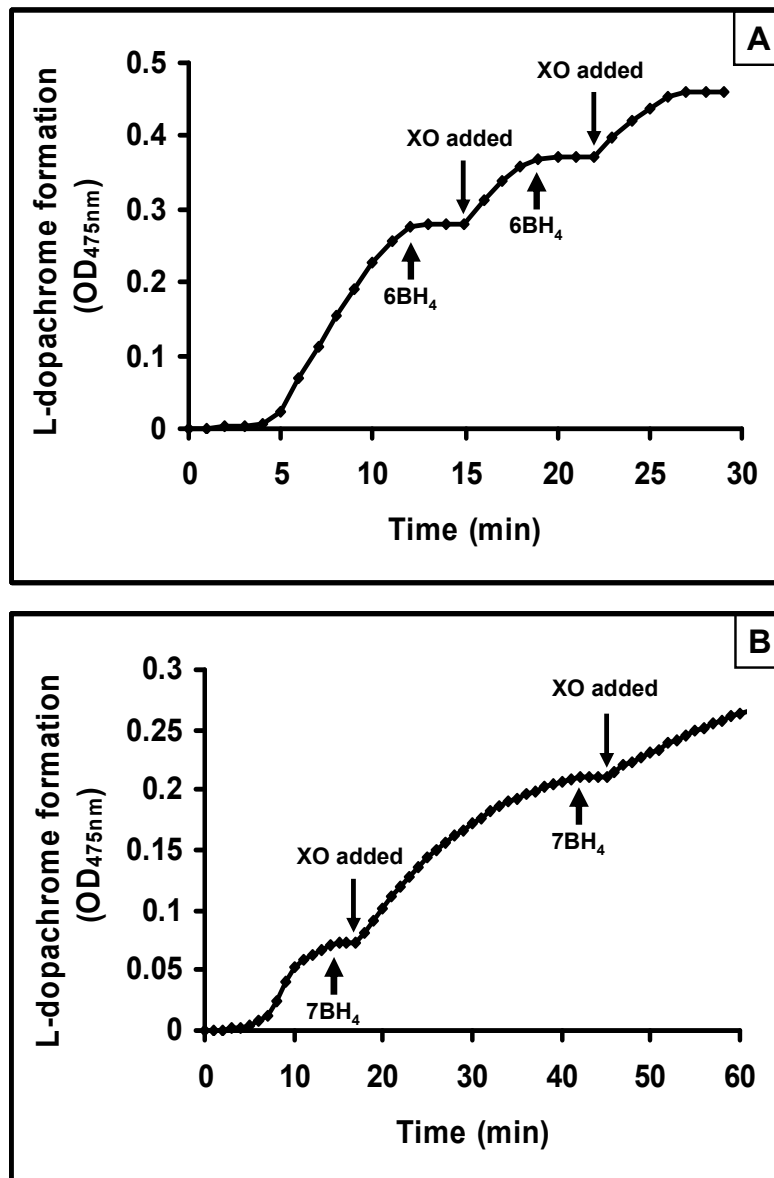 A
L-dopachrome formation
(OD475nm)
0.5
0.4
0.3
0.2
0.1
0
XO added
XO added
6BH4
6BH4
0 5 10 15 20 25 30
Time (min)
B
L-dopachrome formation
(OD475nm)
0.3
0.25
0.2
0.15
0.1
0.05
0
XO added
XO added
7BH4
7BH4
0 10 20 30 40 50 60
Time (min)